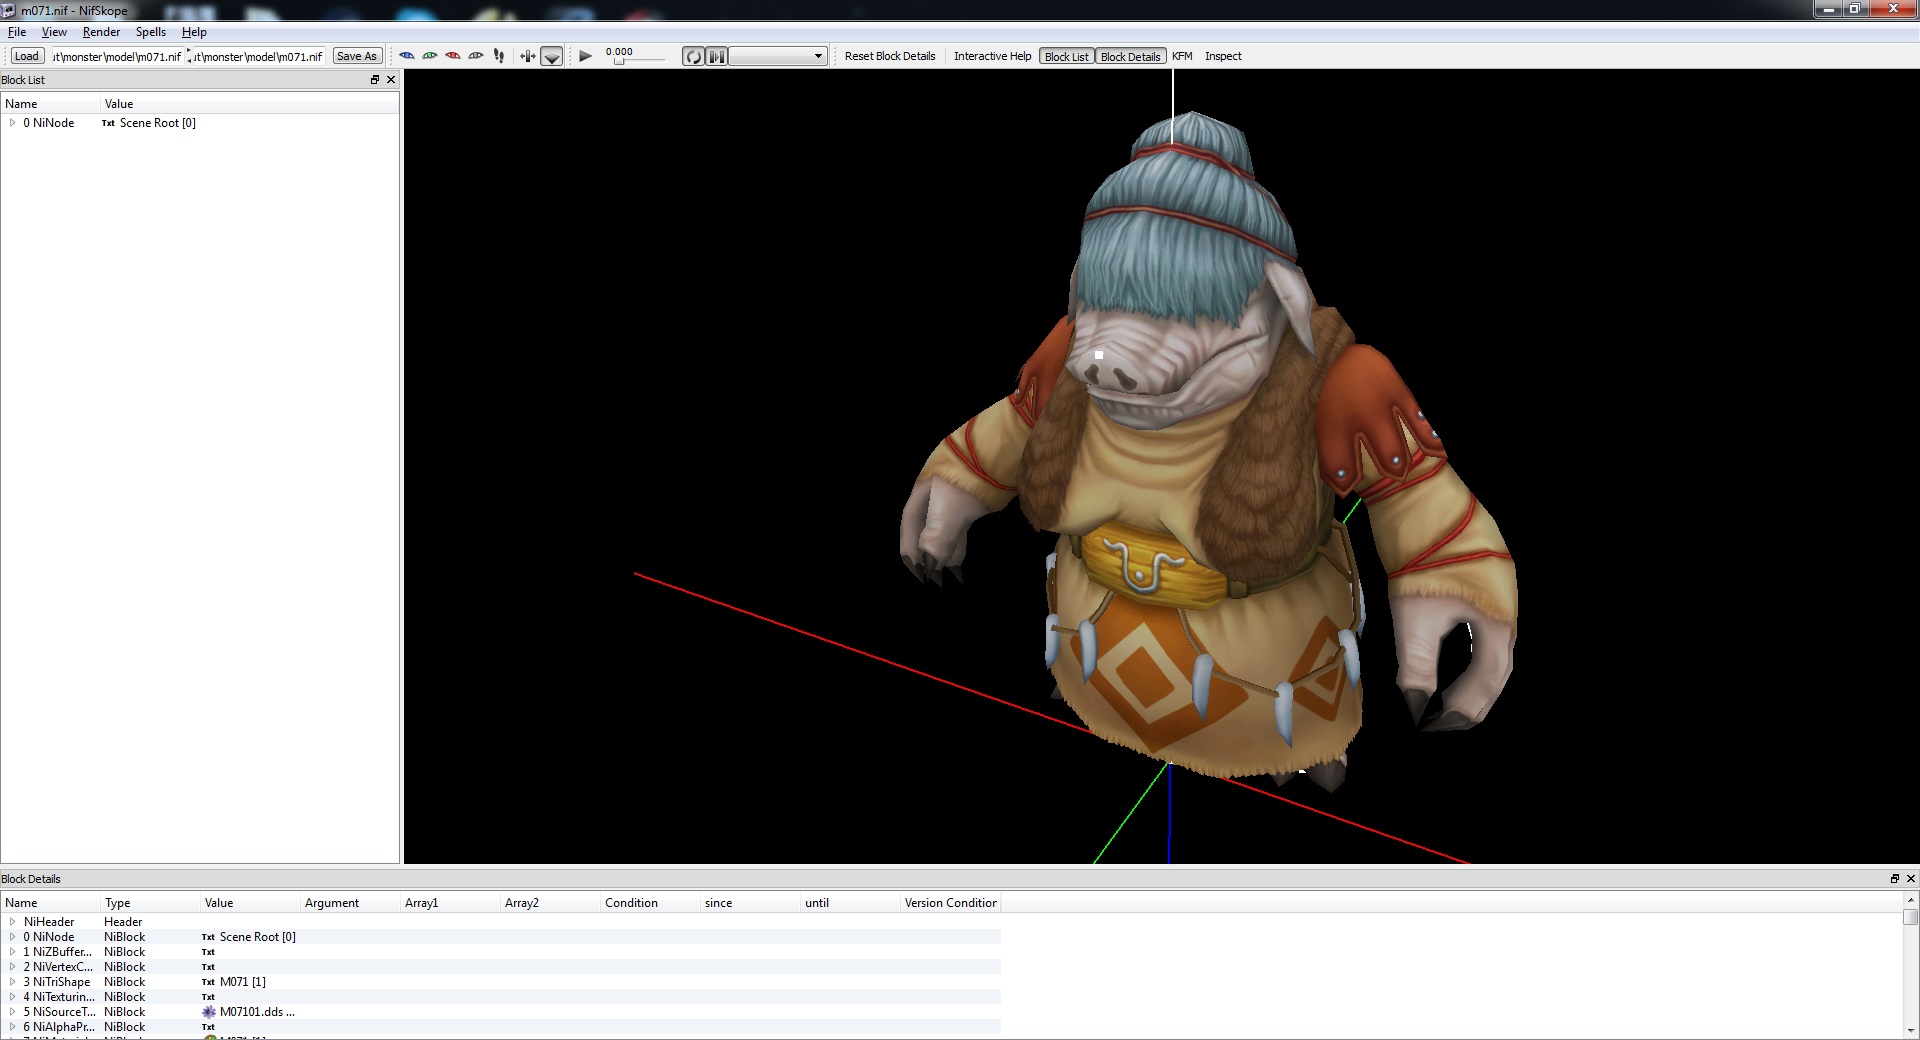 m071.nif - NifSkope
File View Render Spells Help
Load ut\monster\model\m071.nif ut\monster\model\m071.nif Save As 0.000 Reset Block Details Interactive Help Block List Block Details KFM Inspect
Block List
Name Value
0 NiNode Txt Scene Root [0]
Block Details
Name Type Value Argument Array1 Array2 Condition since until Version Condition
NiHeader Header
0 NiNode NiBlock Txt Scene Root [0]
1 NiZBuffer... NiBlock Txt
2 NiVertexC... NiBlock Txt
3 NiTriShape NiBlock Txt M071 [1]
4 NiTexturin... NiBlock Txt
5 NiSourceT... NiBlock M07101.dds ...
6 NiAlphaPr... NiBlock Txt